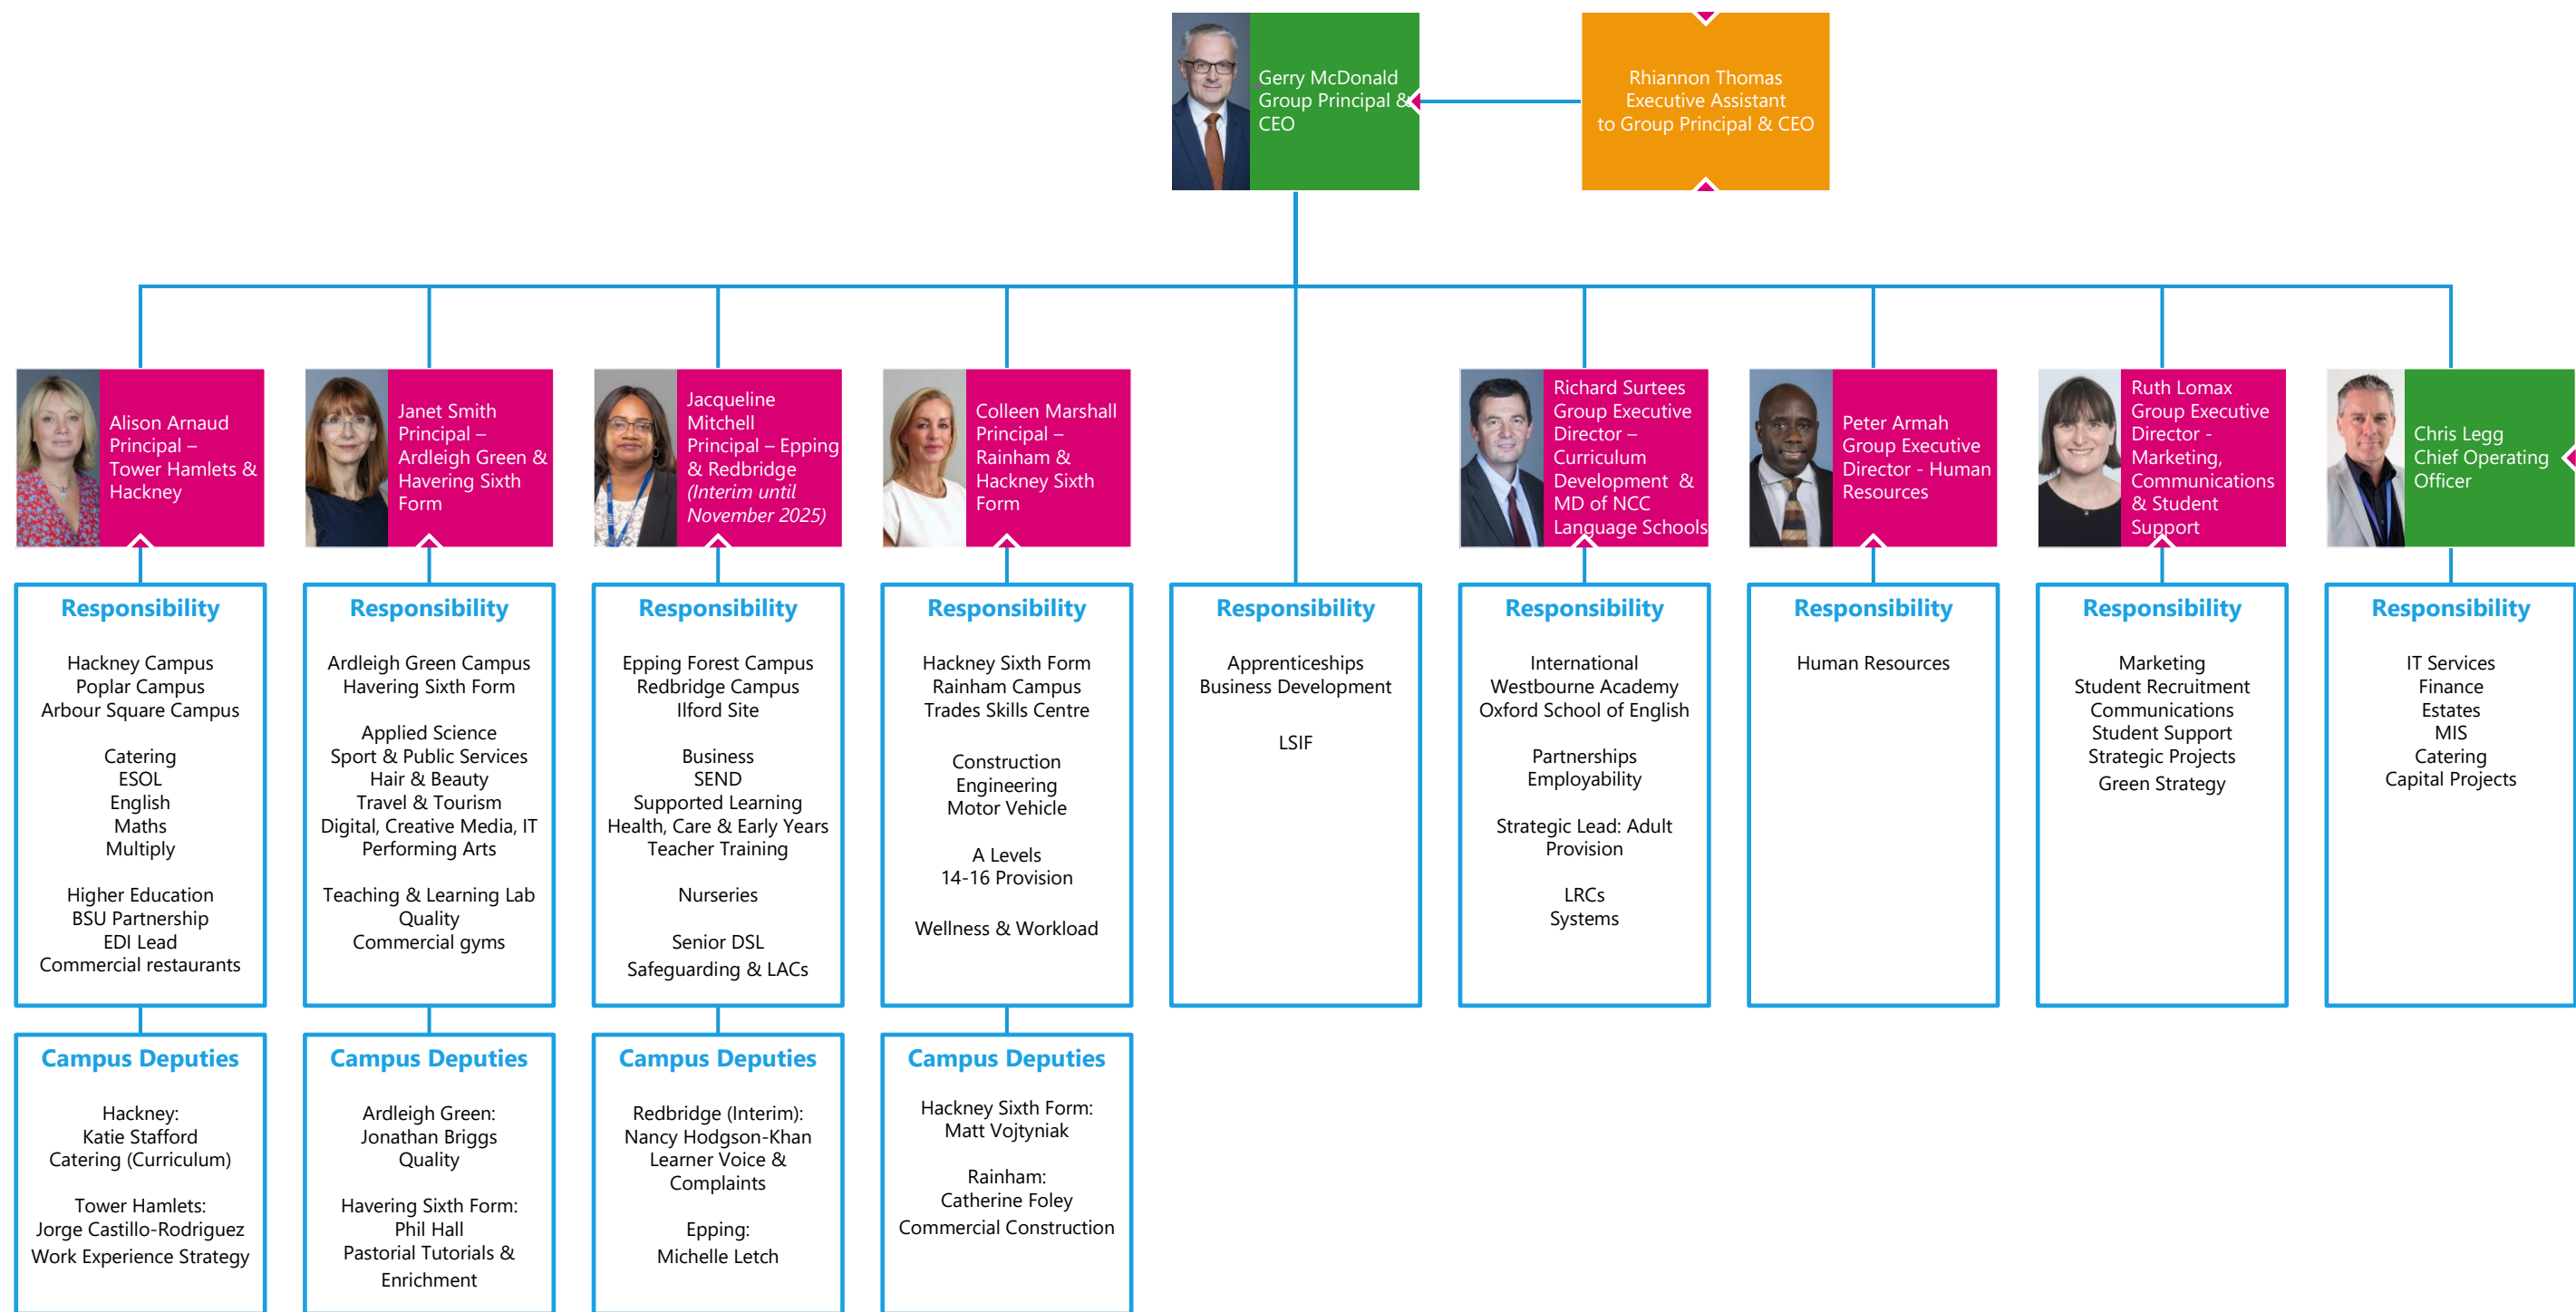 Gerry McDonald
Group Principal &
CEO
Rhiannon Thomas
Executive Assistant
to Group Principal & CEO
Alison Arnaud
Principal –
Tower Hamlets &
Hackney
Janet Smith
Principal –
Ardleigh Green &
Havering Sixth
Form
Jacqueline
Mitchell
Principal – Epping
& Redbridge
(Interim until
November 2025)
Colleen Marshall
Principal –
Rainham &
Hackney Sixth
Form
Richard Surtees
Group Executive
Director –
Curriculum
Development &
MD of NCC
Language Schools
Peter Armah
Group Executive
Director - Human
Resources
Ruth Lomax
Group Executive
Director -
Marketing,
Communications
& Student
Support
Chris Legg
Chief Operating
Officer
Responsibility
Hackney Campus
Poplar Campus
Arbour Square Campus
Catering
ESOL
English
Maths
Multiply
Higher Education
BSU Partnership
EDI Lead
Commercial restaurants
Responsibility
Ardleigh Green Campus
Havering Sixth Form
Applied Science
Sport & Public Services
Hair & Beauty
Travel & Tourism
Digital, Creative Media, IT
Performing Arts
Teaching & Learning Lab
Quality
Commercial gyms
Responsibility
Epping Forest Campus
Redbridge Campus
Ilford Site
Business
SEND
Supported Learning
Health, Care & Early Years
Teacher Training
Nurseries
Senior DSL
Safeguarding & LACs
Responsibility
Hackney Sixth Form
Rainham Campus
Trades Skills Centre
Construction
Engineering
Motor Vehicle
A Levels
14-16 Provision
Wellness & Workload
Responsibility
Apprenticeships
Business Development
LSIF
Responsibility
International
Westbourne Academy
Oxford School of English
Partnerships
Employability
Strategic Lead: Adult
Provision
LRCs
Systems
Responsibility
Human Resources
Responsibility
Marketing
Student Recruitment
Communications
Student Support
Strategic Projects
Green Strategy
Responsibility
IT Services
Finance
Estates
MIS
Catering
Capital Projects
Campus Deputies
Hackney:
Katie Stafford
Catering (Curriculum)
Tower Hamlets:
Jorge Castillo-Rodriguez
Work Experience Strategy
Campus Deputies
Ardleigh Green:
Jonathan Briggs
Quality
Havering Sixth Form:
Phil Hall
Pastorial Tutorials &
Enrichment
Campus Deputies
Redbridge (Interim):
Nancy Hodgson-Khan
Learner Voice &
Complaints
Epping:
Michelle Letch
Campus Deputies
Hackney Sixth Form:
Matt Vojtyniak
Rainham:
Catherine Foley
Commercial Construction